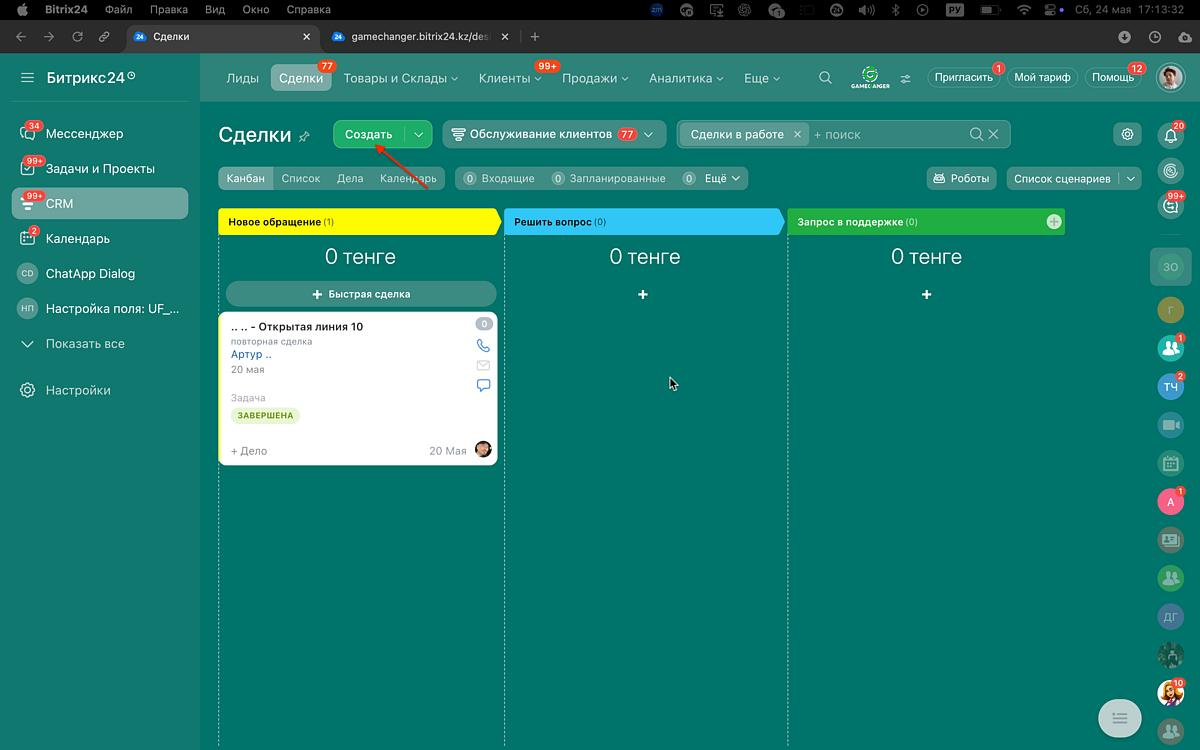 Bitrix24 Файл Правка Вид Окно Справка zm 24 1 РУ Сб, 24 мая 17:13:32
24 Сделки 24 gamechanger.bitrix24.kz/des
Битрикс24
34 Мессенджер
99+ Задачи и Проекты
99+ CRM
2 Календарь
CD ChatApp Dialog
НП Настройка поля: UF_...
Показать все
Настройки
Лиды Сделки 77 Товары и Склады Клиенты 99+ Продажи Аналитика Еще GAMECHANGER Пригласить 1 Мой тариф Помощь 12
Сделки Создать Обслуживание клиентов 77 Сделки в работе + поиск
Канбан Список Дела Календарь 0 Входящие 0 Запланированные 0 Ещё Роботы Список сценариев
Новое обращение (1) Решить вопрос (0) Запрос в поддержке (0)
0 тенге 0 тенге 0 тенге
+ Быстрая сделка + +
.. .. - Открытая линия 10 0
повторная сделка
Артур ..
20 мая
Задача
ЗАВЕРШЕНА
+ Дело 20 Мая
20
99+
ЗО
Г
1
ТЧ 2
А 1
ДГ
10